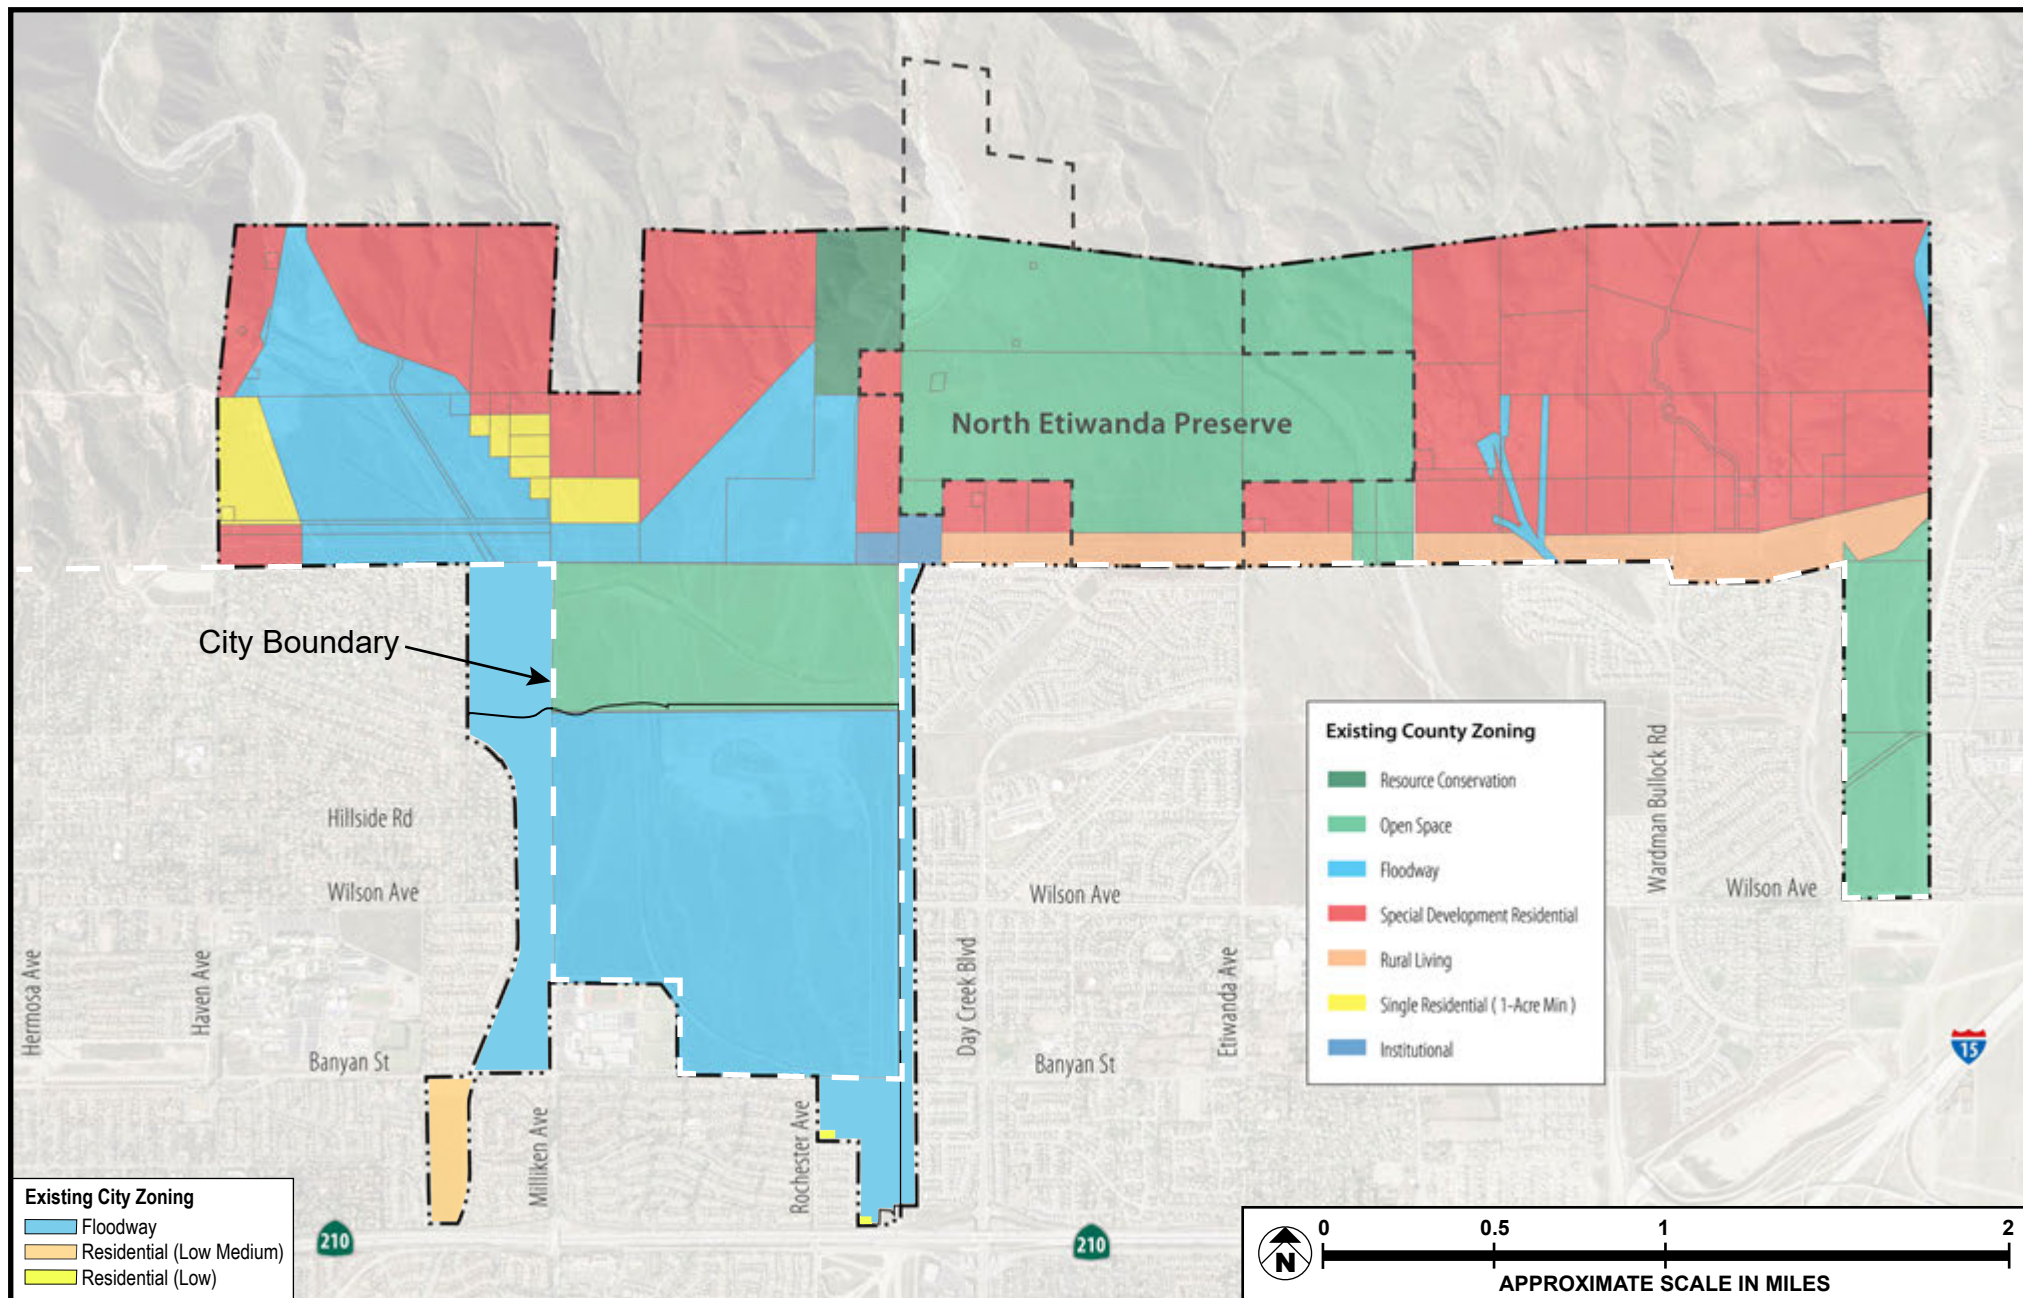 North Etiwanda Preserve
City Boundary
Hillside Rd
Wilson Ave
Wilson Ave
Wilson Ave
Hermosa Ave
Haven Ave
Banyan St
Banyan St
Milliken Ave
Rochester Ave
Day Creek Blvd
Etiwanda Ave
Wardman Bullock Rd
Existing County Zoning
Resource Conservation
Open Space
Floodway
Special Development Residential
Rural Living
Single Residential ( 1-Acre Min )
Institutional
15
210
210
Existing City Zoning
Floodway
Residential (Low Medium)
Residential (Low)
N
0 0.5 1 2
APPROXIMATE SCALE IN MILES